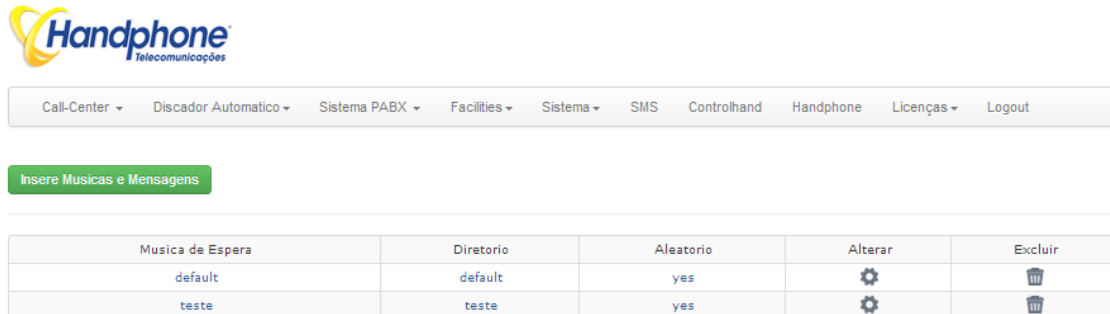 Handphone
Telecomunicações
Call-Center Discador Automatico Sistema PABX Facilities Sistema SMS Controlhand Handphone Licenças Logout
Insere Musicas e Mensagens
Musica de Espera Diretorio Aleatorio Alterar Excluir
default default yes
teste teste yes